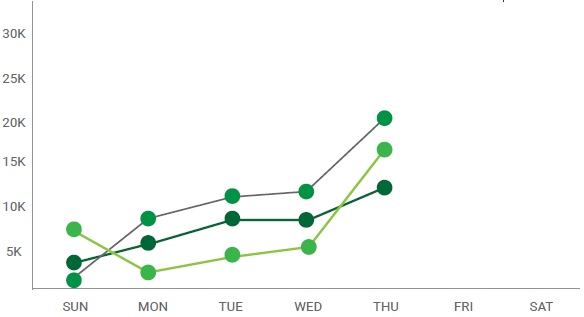 30K
25K
20K
15K
10K
5K
SUN MON TUE WED THU FRI SAT